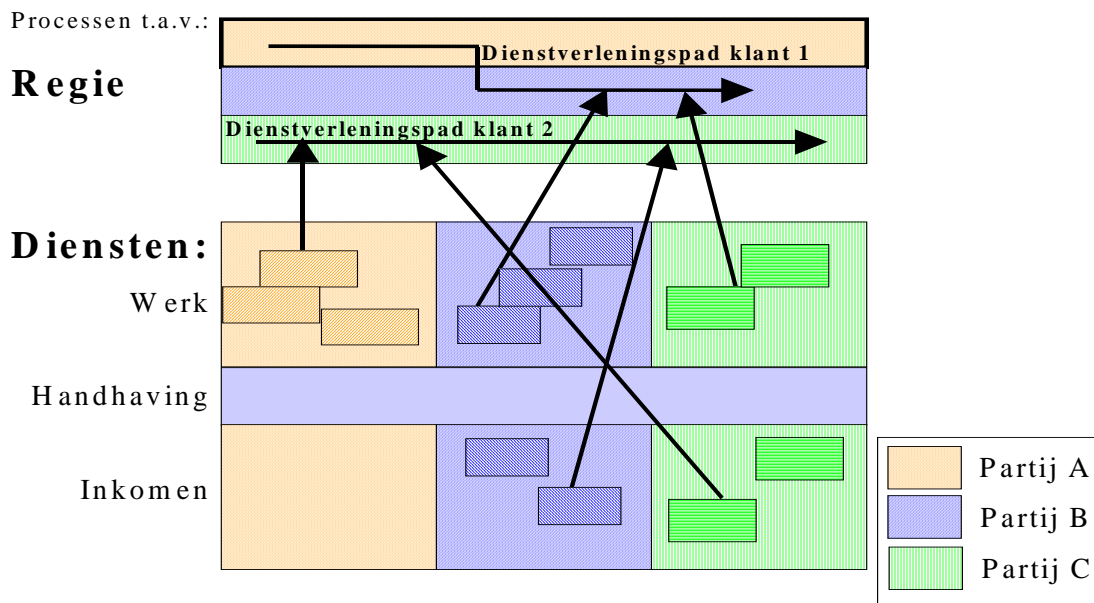 Processen t.a.v.:
Dienstverleningspad klant 1
Regie
Dienstverleningspad klant 2
Diensten:
Werk
Handhaving
Inkomen
Partij A
Partij B
Partij C